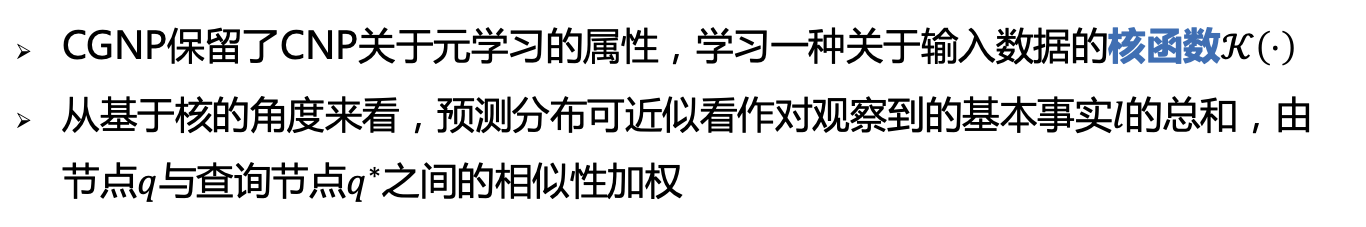 ➢ CGNP保留了CNP关于元学习的属性，学习一种关于输入数据的核函数𝒦(·)
➢ 从基于核的角度来看，预测分布可近似看作对观察到的基本事实l的总和，由
节点q与查询节点q*之间的相似性加权